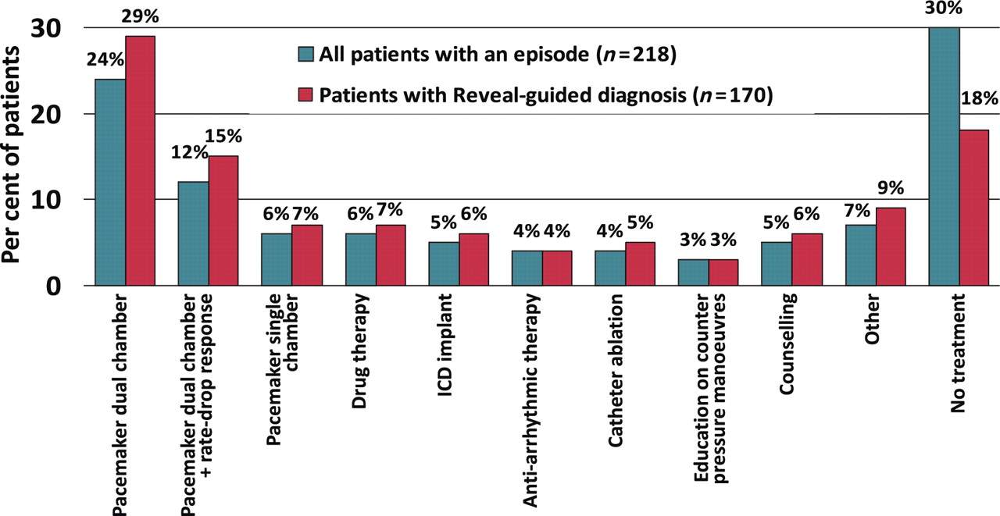 Per cent of patients
30
20
10
0
All patients with an episode (n=218)
Patients with Reveal-guided diagnosis (n=170)
24%
29%
12%
15%
6%
7%
6%
7%
5%
6%
4%
4%
4%
5%
3%
3%
5%
6%
7%
9%
30%
18%
Pacemaker dual chamber
Pacemaker dual chamber
+ rate-drop response
Pacemaker single
chamber
Drug therapy
ICD implant
Anti-arrhythmic therapy
Catheter ablation
Education on counter
pressure manoeuvres
Counselling
Other
No treatment